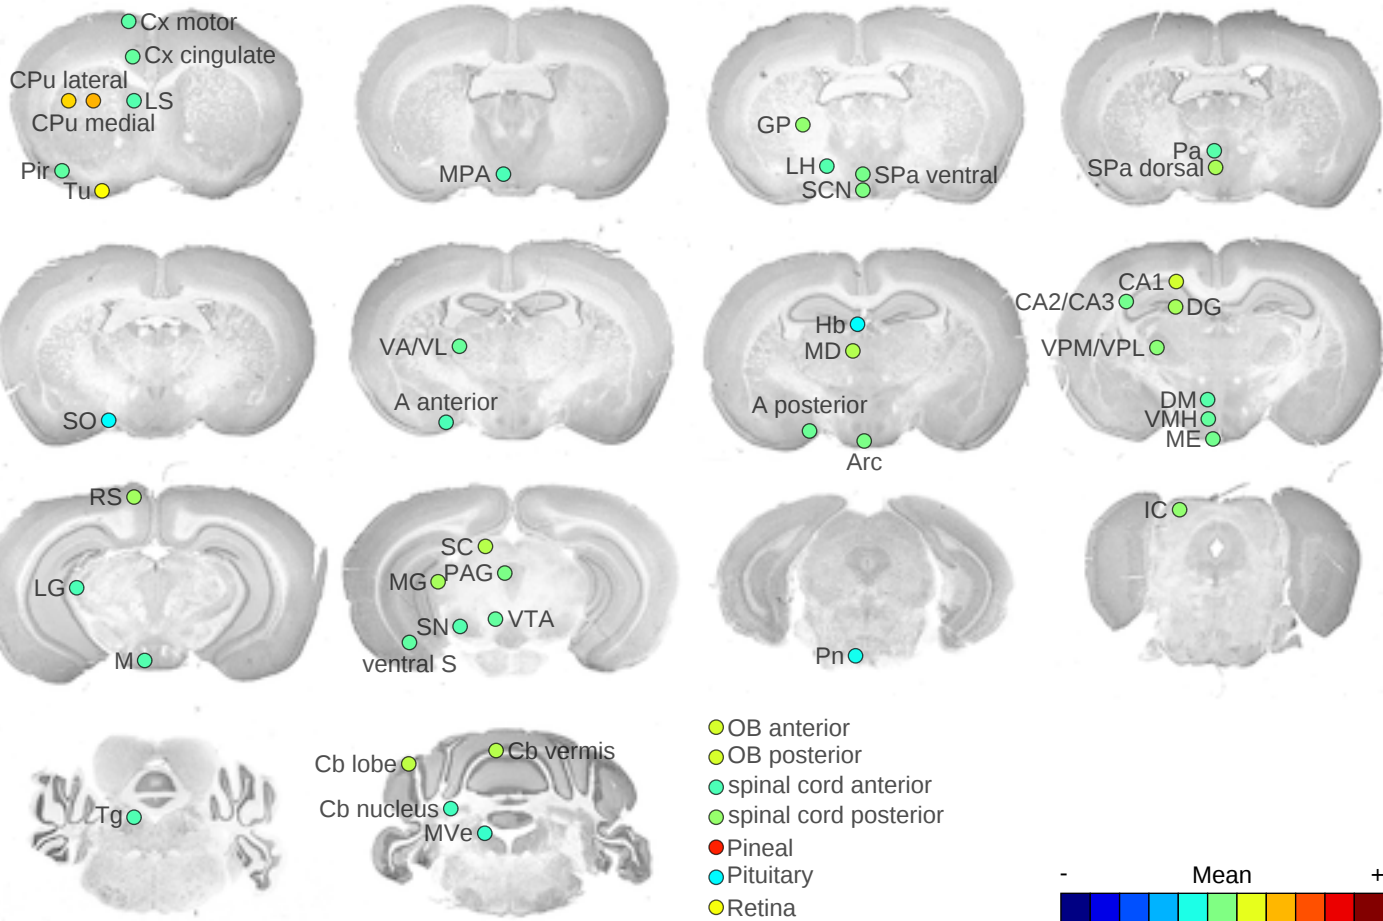 Cx motor
Cx cingulate
CPu lateral
LS
CPu medial
Pir
Tu
MPA
GP
LH
SPa ventral
SCN
Pa
SPa dorsal
SO
VA/VL
A anterior
Hb
MD
A posterior
Arc
CA1
CA2/CA3
DG
VPM/VPL
DM
VMH
ME
RS
LG
M
SC
MG
PAG
SN
VTA
ventral S
Pn
IC
Tg
Cb lobe
Cb vermis
Cb nucleus
MVe
OB anterior
OB posterior
spinal cord anterior
spinal cord posterior
Pineal
Pituitary
Retina
- Mean +